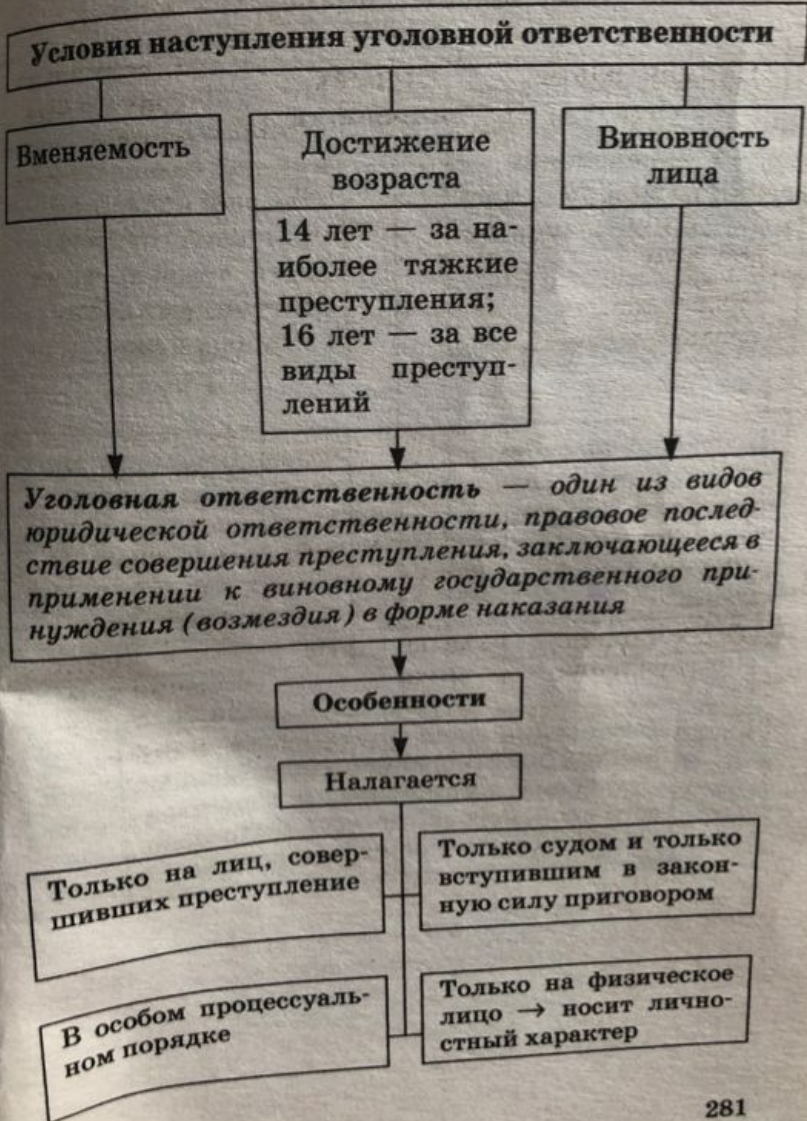 Условия наступления уголовной ответственности
Вменяемость
Достижение
возраста
14 лет — за на-
иболее тяжкие
преступления;
16 лет — за все
виды преступ-
лений
Виновность
лица
Уголовная ответственность — один из видов
юридической ответственности, правовое послед-
ствие совершения преступления, заключающееся в
применении к виновному государственного при-
нуждения (возмездия) в форме наказания
Особенности
Налагается
Только на лиц, совер-
шивших преступление
Только судом и только
вступившим в закон-
ную силу приговором
В особом процессуаль-
ном порядке
Только на физическое
лицо → носит лично-
стный характер
281